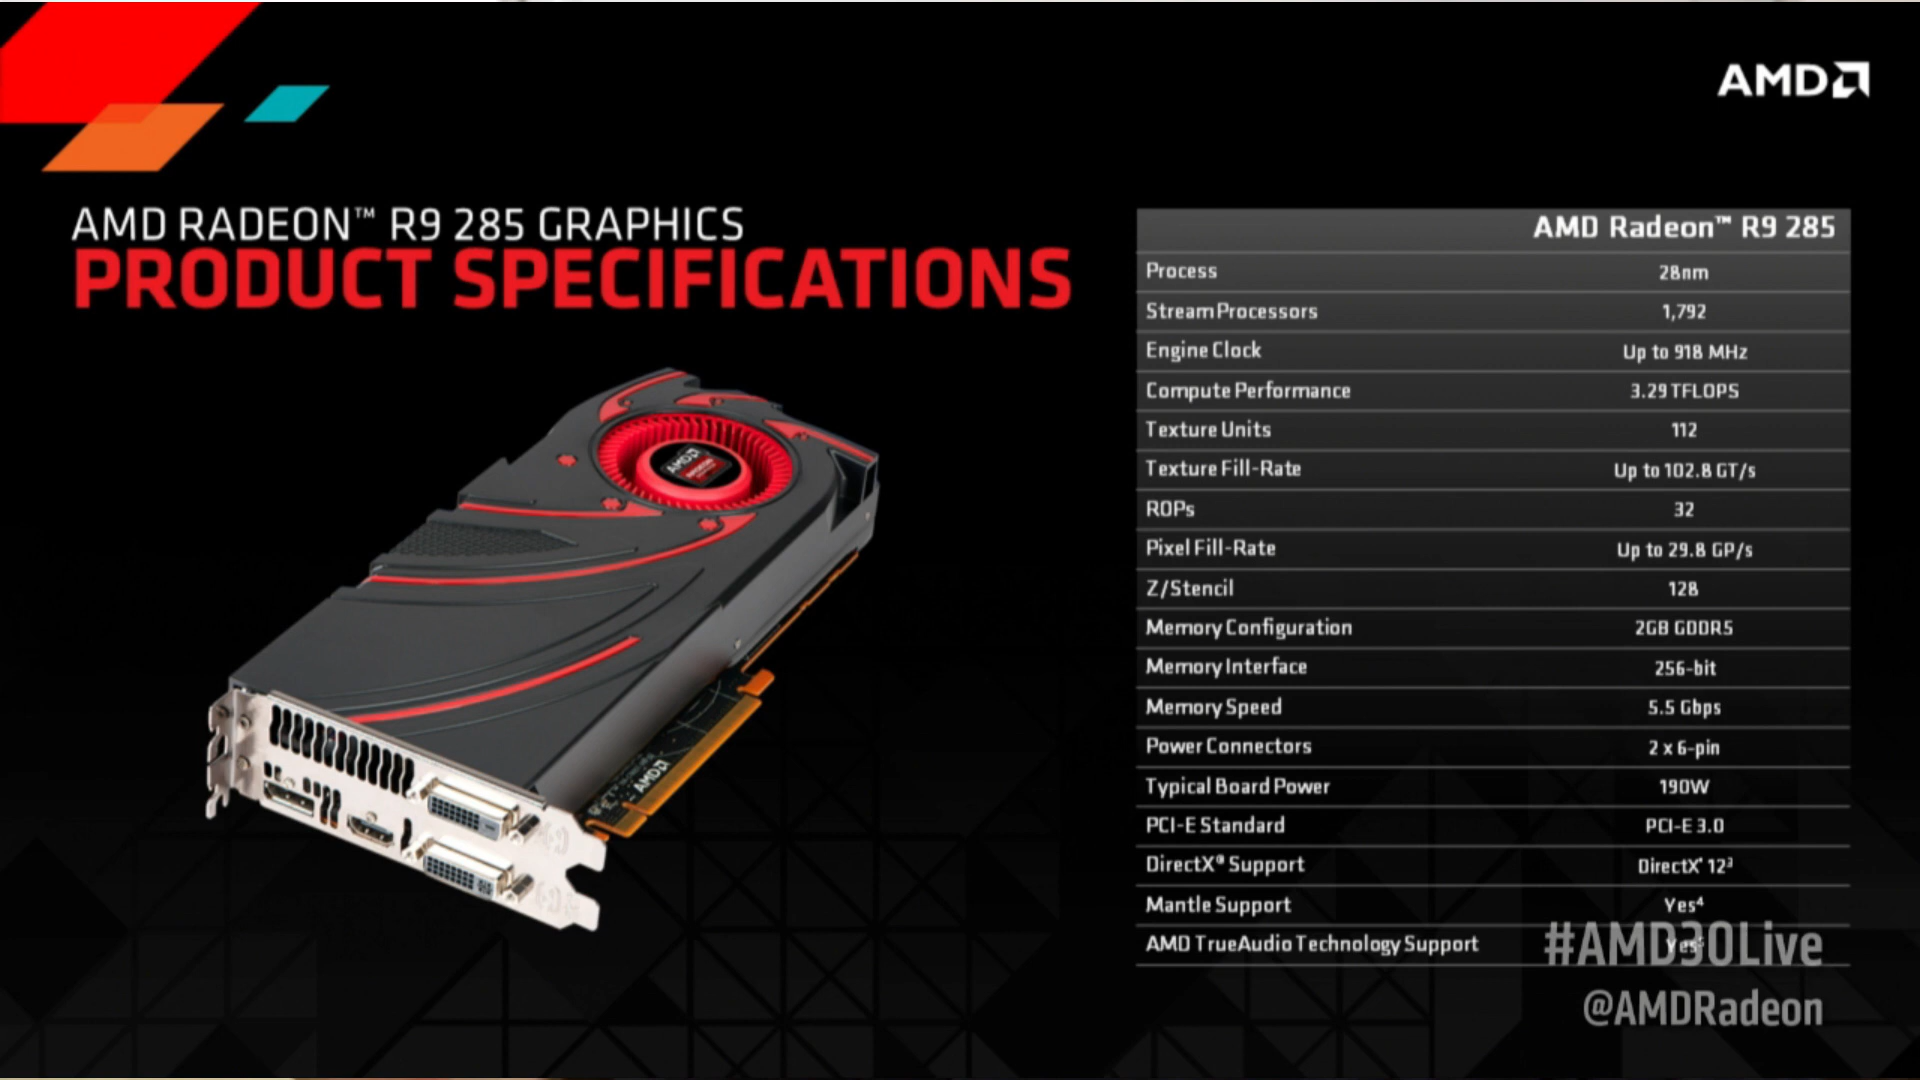 AMD
AMD RADEON™ R9 285 GRAPHICS
PRODUCT SPECIFICATIONS
AMD Radeon™ R9 285
Process 28nm
Stream Processors 1,792
Engine Clock Up to 918 MHz
Compute Performance 3.29 TFLOPS
Texture Units 112
Texture Fill-Rate Up to 102.8 GT/s
ROPs 32
Pixel Fill-Rate Up to 29.8 GP/s
Z/Stencil 128
Memory Configuration 2GB GDDR5
Memory Interface 256-bit
Memory Speed 5.5 Gbps
Power Connectors 2 x 6-pin
Typical Board Power 190W
PCI-E Standard PCI-E 3.0
DirectX® Support DirectX® 12³
Mantle Support Yes⁴
AMD TrueAudio Technology Support Yes⁵
#AMD30Live
@AMDRadeon
AMD
AMD